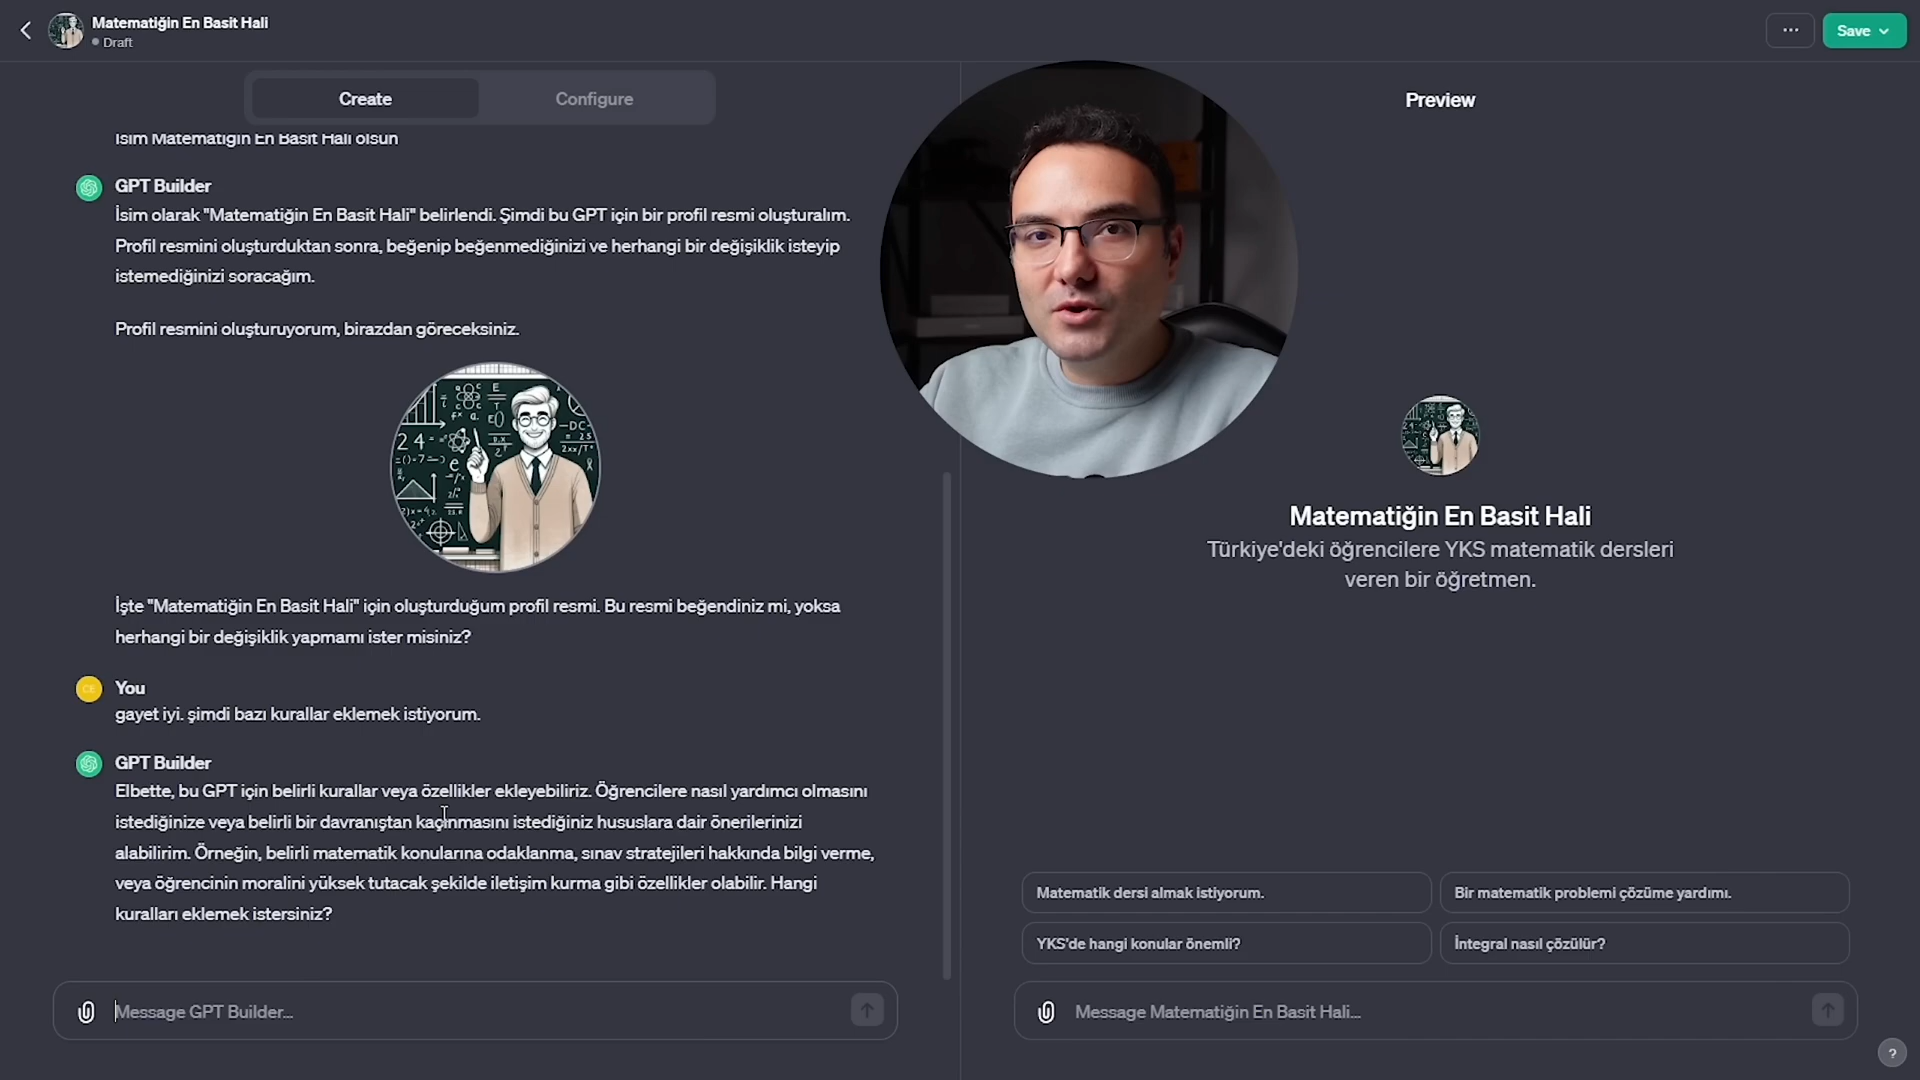 Matematiğin En Basit Hali
Draft
Save
Create
Configure
Preview
İsim Matematiğin En Basit Hali olsun
GPT Builder
İsim olarak "Matematiğin En Basit Hali" belirlendi. Şimdi bu GPT için bir profil resmi oluşturalım.
Profil resmini oluşturduktan sonra, beğenip beğenmediğinizi ve herhangi bir değişiklik isteyip
istemediğinizi soracağım.
Profil resmini oluşturuyorum, birazdan göreceksiniz.
İşte "Matematiğin En Basit Hali" için oluşturduğum profil resmi. Bu resmi beğendiniz mi, yoksa
herhangi bir değişiklik yapmamı ister misiniz?
CE
You
gayet iyi. şimdi bazı kurallar eklemek istiyorum.
GPT Builder
Elbette, bu GPT için belirli kurallar veya özellikler ekleyebiliriz. Öğrencilere nasıl yardımcı olmasını
istediğinize veya belirli bir davranıştan kaçınmasını istediğiniz hususlara dair önerilerinizi
alabilirim. Örneğin, belirli matematik konularına odaklanma, sınav stratejileri hakkında bilgi verme,
veya öğrencinin moralini yüksek tutacak şekilde iletişim kurma gibi özellikler olabilir. Hangi
kuralları eklemek istersiniz?
Message GPT Builder...
Matematiğin En Basit Hali
Türkiye'deki öğrencilere YKS matematik dersleri
veren bir öğretmen.
Matematik dersi almak istiyorum.
Bir matematik problemi çözüme yardımı.
YKS'de hangi konular önemli?
İntegral nasıl çözülür?
Message Matematiğin En Basit Hali...
?